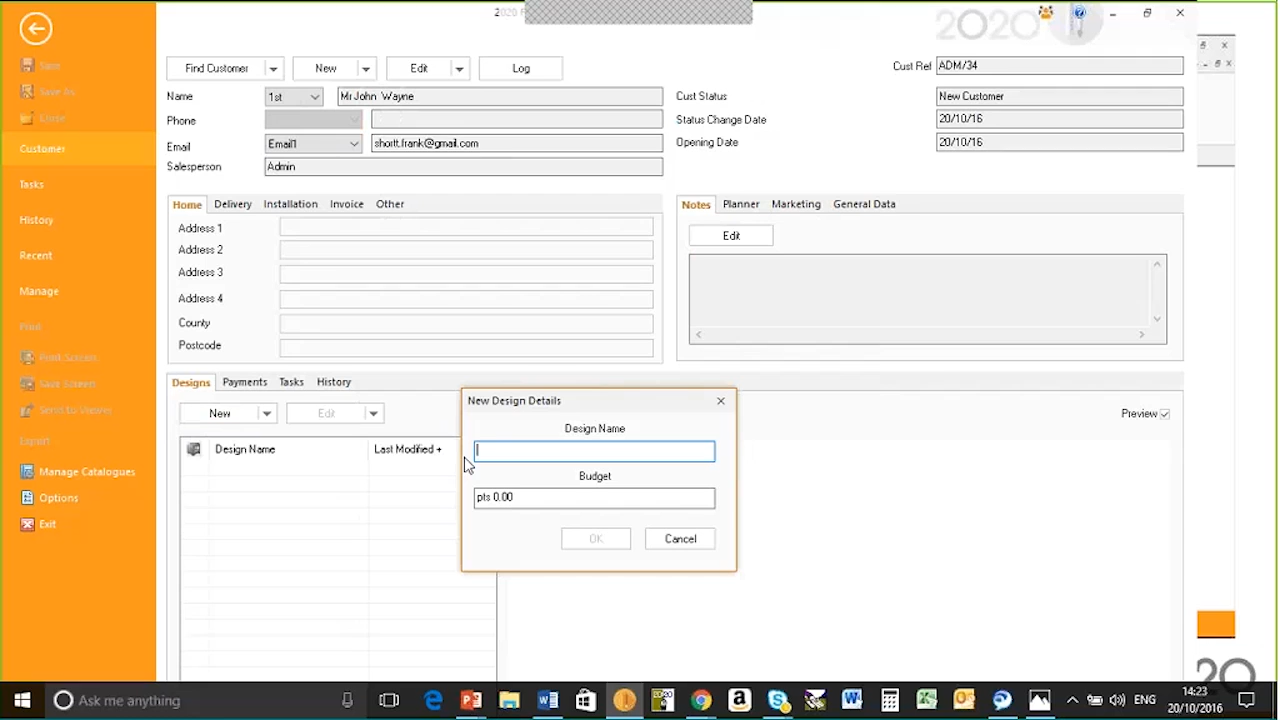 2020
2020
Find Customer
New
Edit
Log
Cust Ref
ADM/34
Name
1st
Mr John Wayne
Cust Status
New Customer
Phone
Status Change Date
20/10/16
Email
Email1
shortt.frank@gmail.com
Opening Date
20/10/16
Salesperson
Admin
Save
Save As
Close
Customer
Tasks
History
Recent
Manage
Print
Print Screen
Save Screen
Send to Viewer
Export
Manage Catalogues
Options
Exit
Home
Delivery
Installation
Invoice
Other
Address 1
Address 2
Address 3
Address 4
County
Postcode
Notes
Planner
Marketing
General Data
Edit
Designs
Payments
Tasks
History
New
Edit
Preview
Design Name
Last Modified +
New Design Details
Design Name
Budget
pts 0.00
OK
Cancel
20
Ask me anything
ENG
14:23
20/10/2016